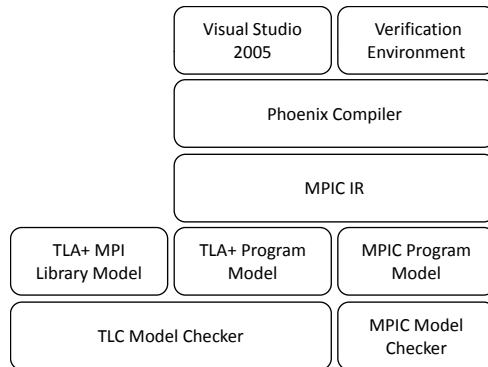 Visual Studio
2005
Verification
Environment
Phoenix Compiler
MPIC IR
TLA+ MPI
Library Model
TLA+ Program
Model
MPIC Program
Model
TLC Model Checker
MPIC Model
Checker